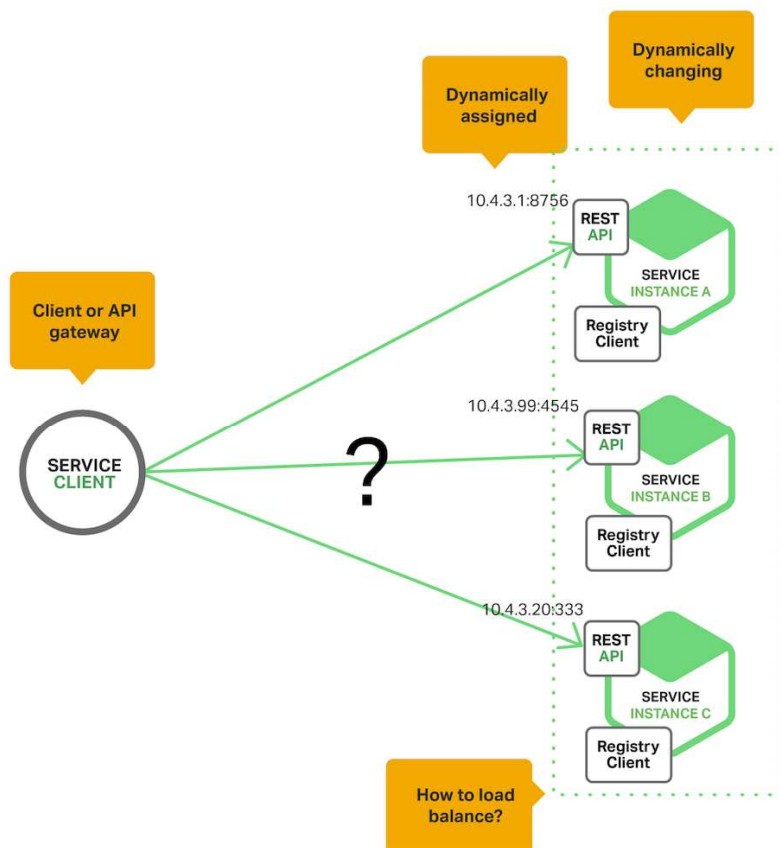 Dynamically
changing
Dynamically
assigned
10.4.3.1:8756
REST
API
SERVICE
INSTANCE A
Registry
Client
Client or API
gateway
10.4.3.99:4545
REST
API
SERVICE
CLIENT
?
SERVICE
INSTANCE B
Registry
Client
10.4.3.20:333
REST
API
SERVICE
INSTANCE C
Registry
Client
How to load
balance?